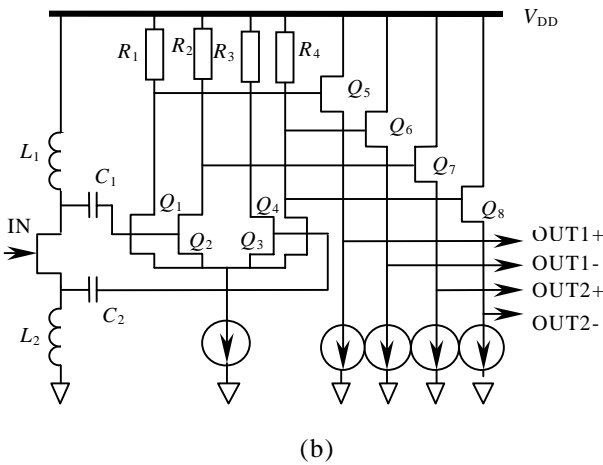 V_DD
R_1 R_2 R_3 R_4
Q_5
Q_6
L_1
C_1
Q_7
Q_1 Q_4
Q_8
IN
Q_2 Q_3
OUT1+
OUT1-
C_2
OUT2+
L_2
OUT2-
(b)